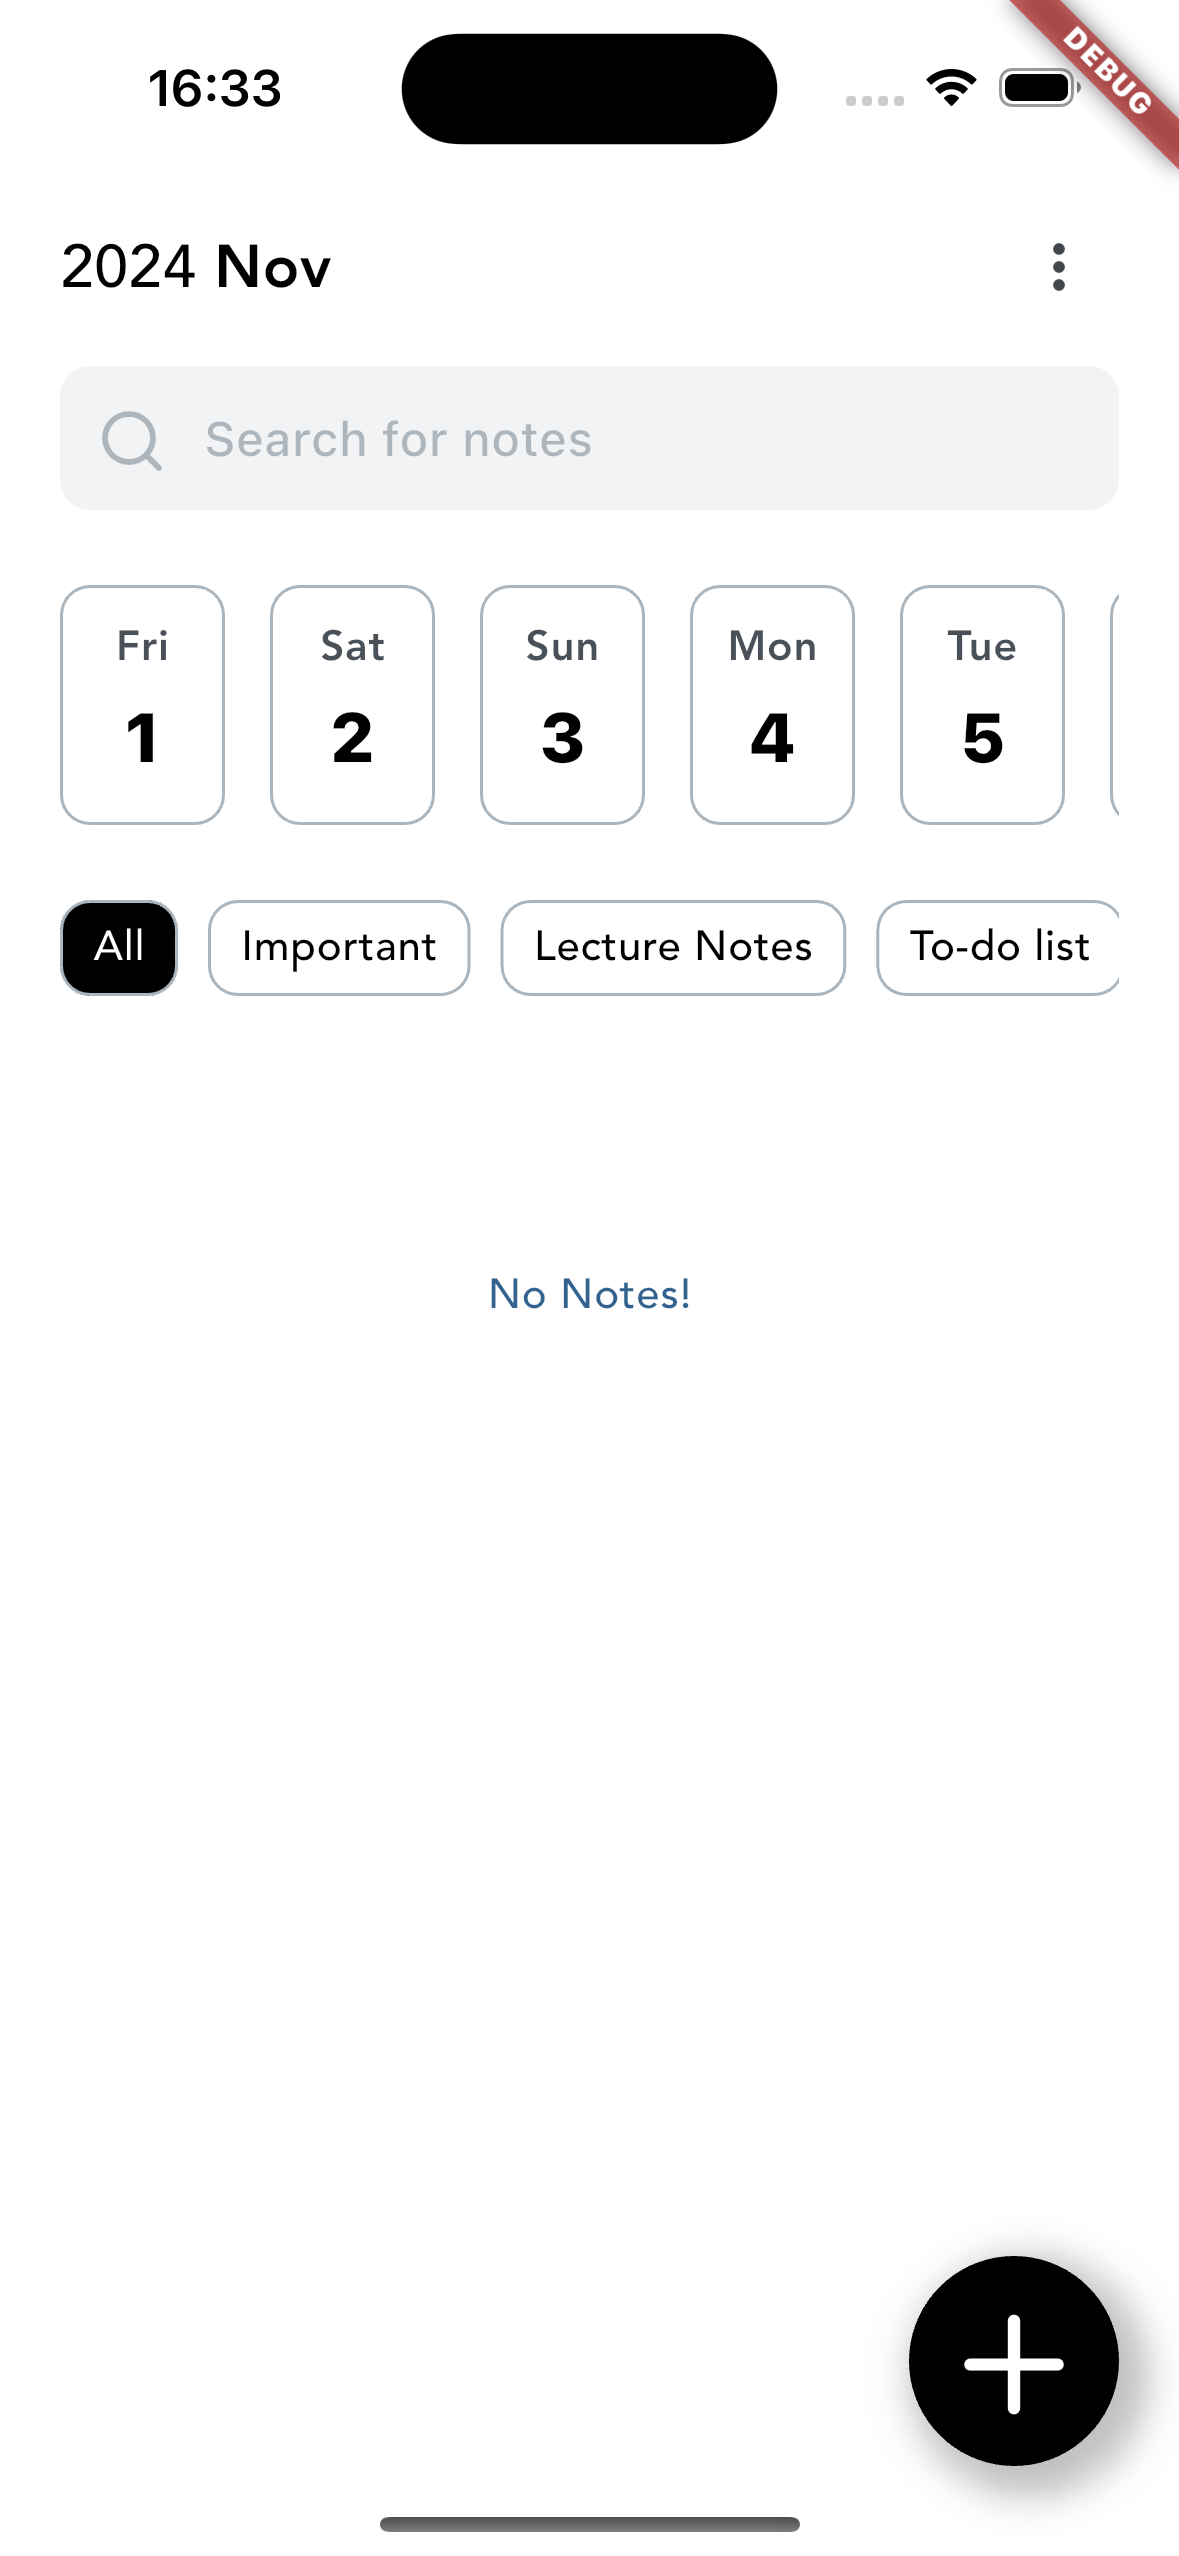 16:33
DEBUG
2024 Nov
Search for notes
Fri Sat Sun Mon Tue
1 2 3 4 5
All Important Lecture Notes To-do list
No Notes!